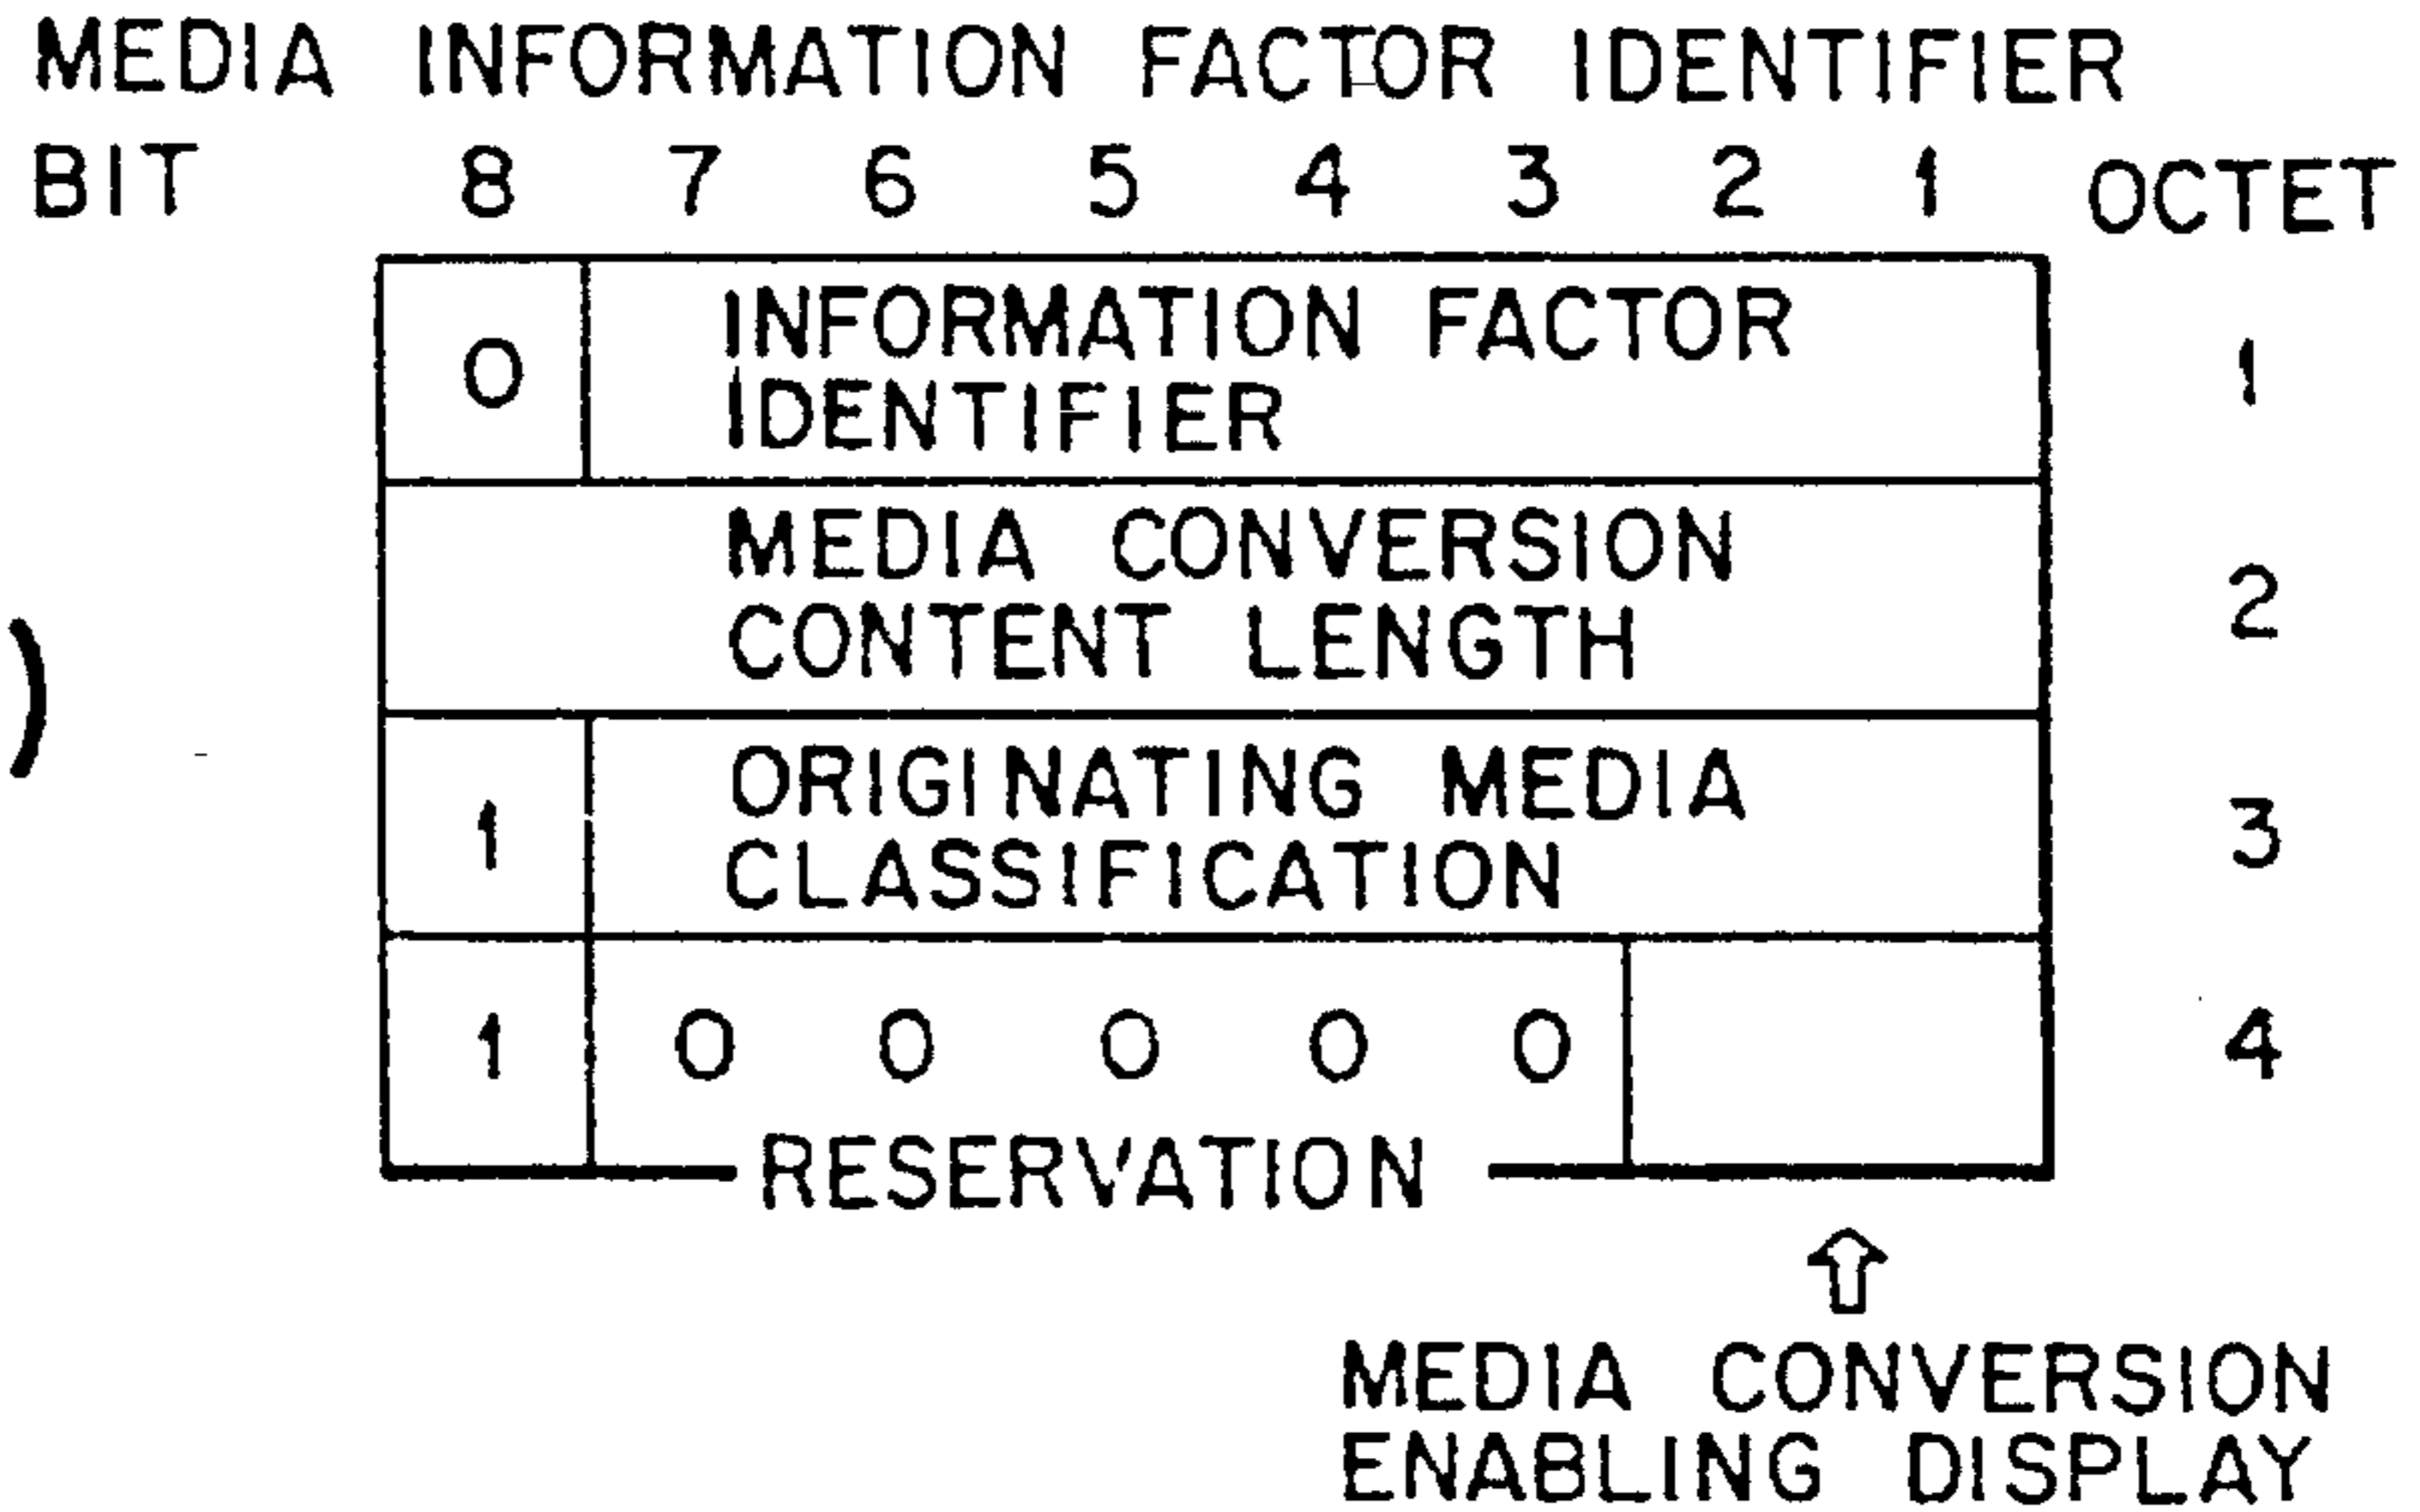 MEDIA INFORMATION FACTOR IDENTIFIER
BIT 8 7 6 5 4 3 2 1 OCTET
0 INFORMATION FACTOR 1
IDENTIFIER
MEDIA CONVERSION 2
CONTENT LENGTH
1 ORIGINATING MEDIA 3
CLASSIFICATION
1 0 0 0 0 0 4
RESERVATION
MEDIA CONVERSION
ENABLING DISPLAY